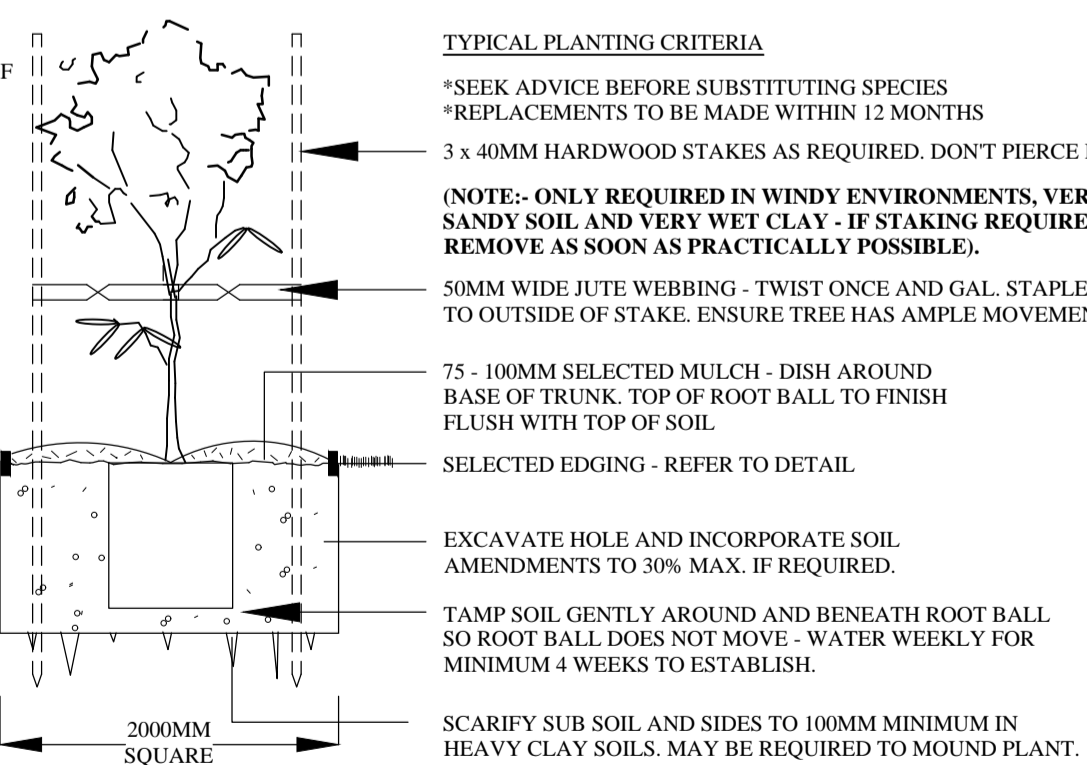 F
TYPICAL PLANTING CRITERIA
*SEEK ADVICE BEFORE SUBSTITUTING SPECIES
*REPLACEMENTS TO BE MADE WITHIN 12 MONTHS
3 x 40MM HARDWOOD STAKES AS REQUIRED. DON'T PIERCE
(NOTE:- ONLY REQUIRED IN WINDY ENVIRONMENTS,
SANDY SOIL AND VERY WET CLAY - IF STAKING
REMOVE AS SOON AS PRACTICALLY POSSIBLE).
50MM WIDE JUTE WEBBING - TWIST ONCE AND GAL. STAPLE
TO OUTSIDE OF STAKE. ENSURE TREE HAS AMPLE
75 - 100MM SELECTED MULCH - DISH AROUND
BASE OF TRUNK. TOP OF ROOT BALL TO FINISH
FLUSH WITH TOP OF SOIL
SELECTED EDGING - REFER TO DETAIL
EXCAVATE HOLE AND INCORPORATE SOIL
AMENDMENTS TO 30% MAX. IF REQUIRED.
TAMP SOIL GENTLY AROUND AND BENEATH ROOT BALL
SO ROOT BALL DOES NOT MOVE - WATER WEEKLY FOR
MINIMUM 4 WEEKS TO ESTABLISH.
SCARIFY SUB SOIL AND SIDES TO 100MM MINIMUM IN
HEAVY CLAY SOILS. MAY BE REQUIRED TO MOUND PLANT.
2000MM
SQUARE